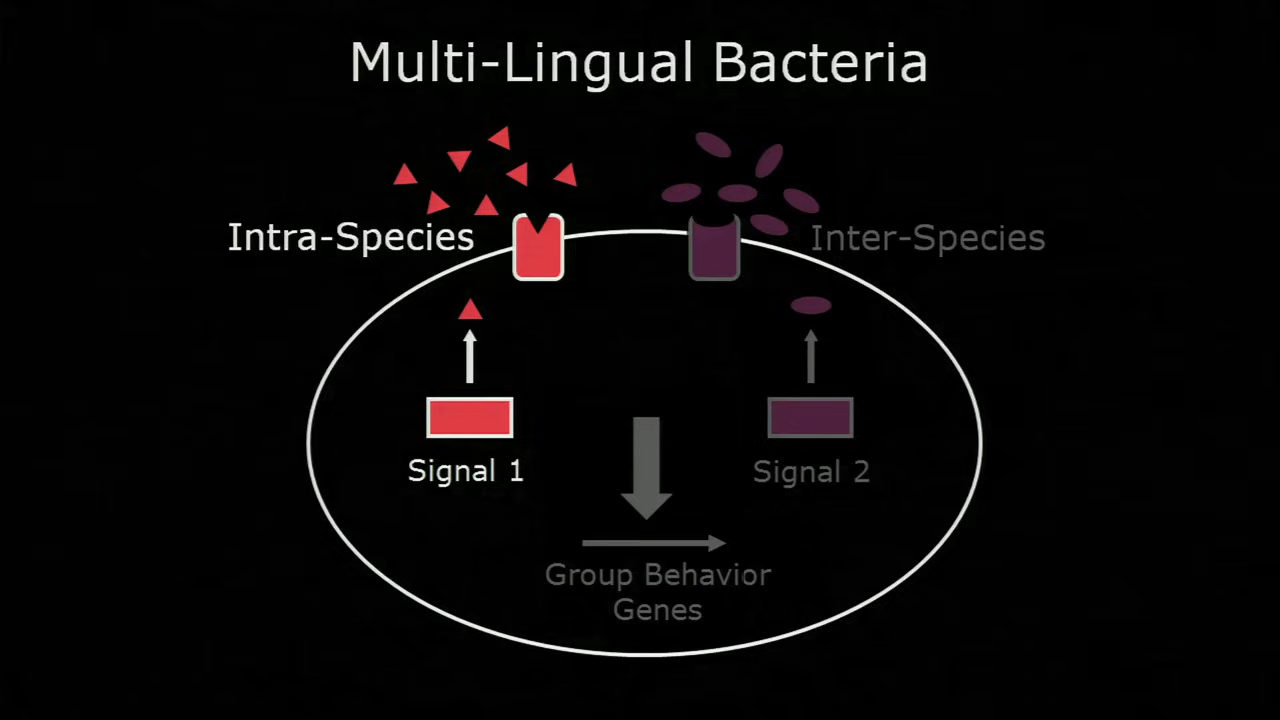 Multi-Lingual Bacteria
Intra-Species
Inter-Species
Signal 1
Signal 2
Group Behavior
Genes